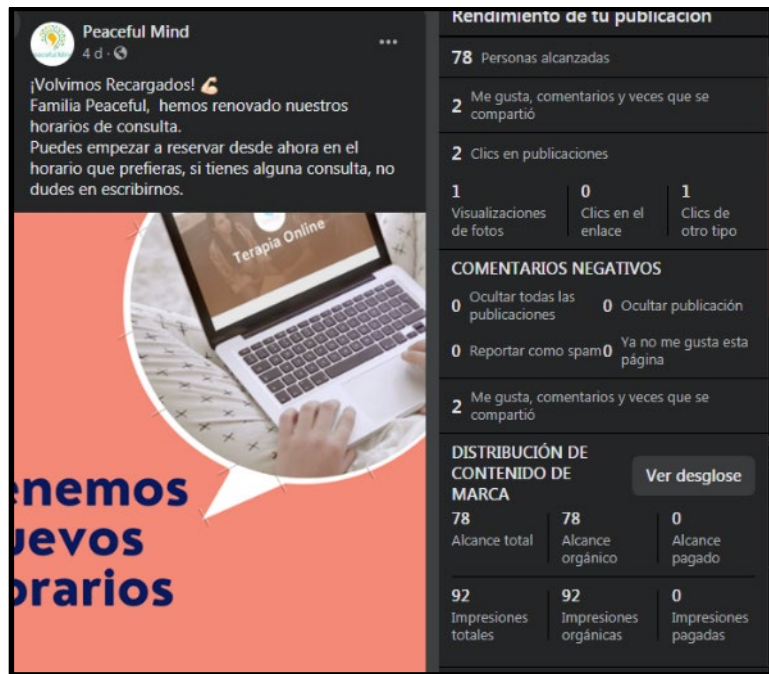 Peaceful Mind
4 d
¡Volvimos Recargados! 💪
Familia Peaceful, hemos renovado nuestros
horarios de consulta.
Puedes empezar a reservar desde ahora en el
horario que prefieras, si tienes alguna consulta, no
dudes en escribirnos.
Terapia Online
enemos
uevos
orarios
Rendimiento de tu publicación
78 Personas alcanzadas
2 Me gusta, comentarios y veces que se
compartió
2 Clics en publicaciones
1 0 1
Visualizaciones Clics en el Clics de
de fotos enlace otro tipo
COMENTARIOS NEGATIVOS
0 Ocultar todas las
publicaciones
0 Ocultar publicación
0 Reportar como spam
0 Ya no me gusta esta
página
2 Me gusta, comentarios y veces que se
compartió
DISTRIBUCIÓN DE
CONTENIDO DE
MARCA
Ver desglose
78 78 0
Alcance total Alcance Alcance
orgánico pagado
92 92 0
Impresiones Impresiones Impresiones
totales orgánicas pagadas